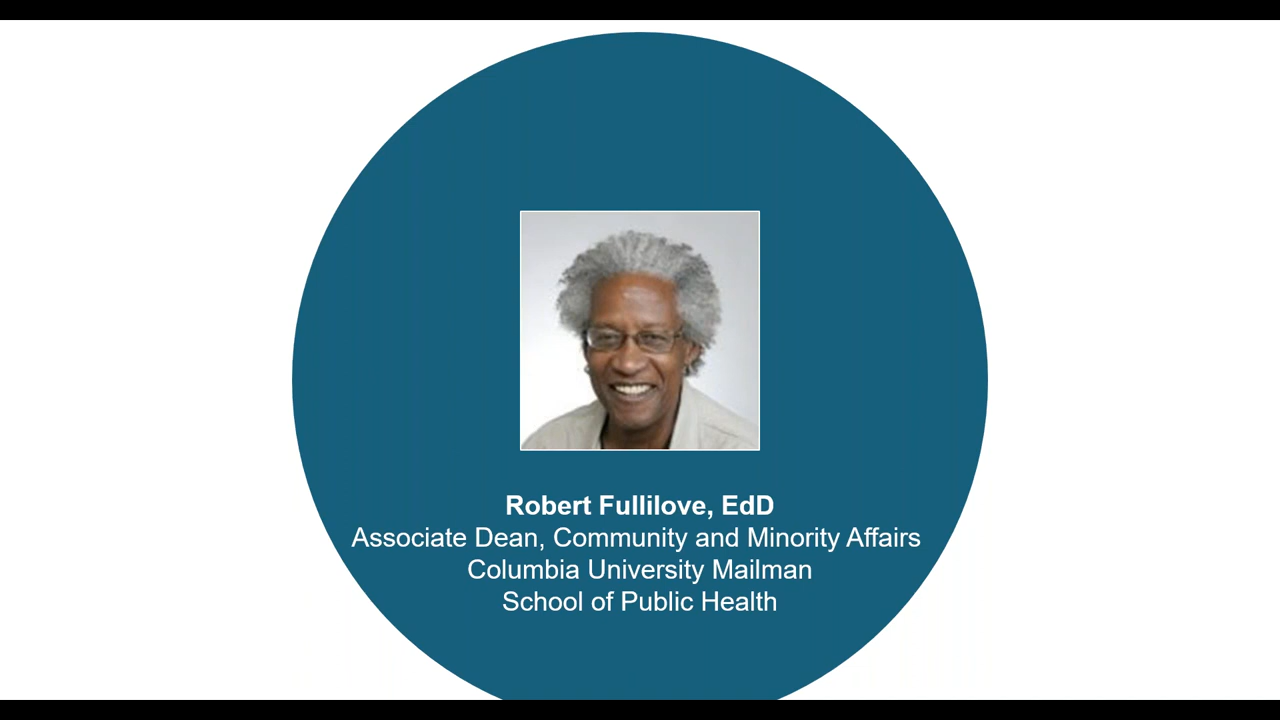 Robert Fullilove, EdD
Associate Dean, Community and Minority Affairs
Columbia University Mailman
School of Public Health